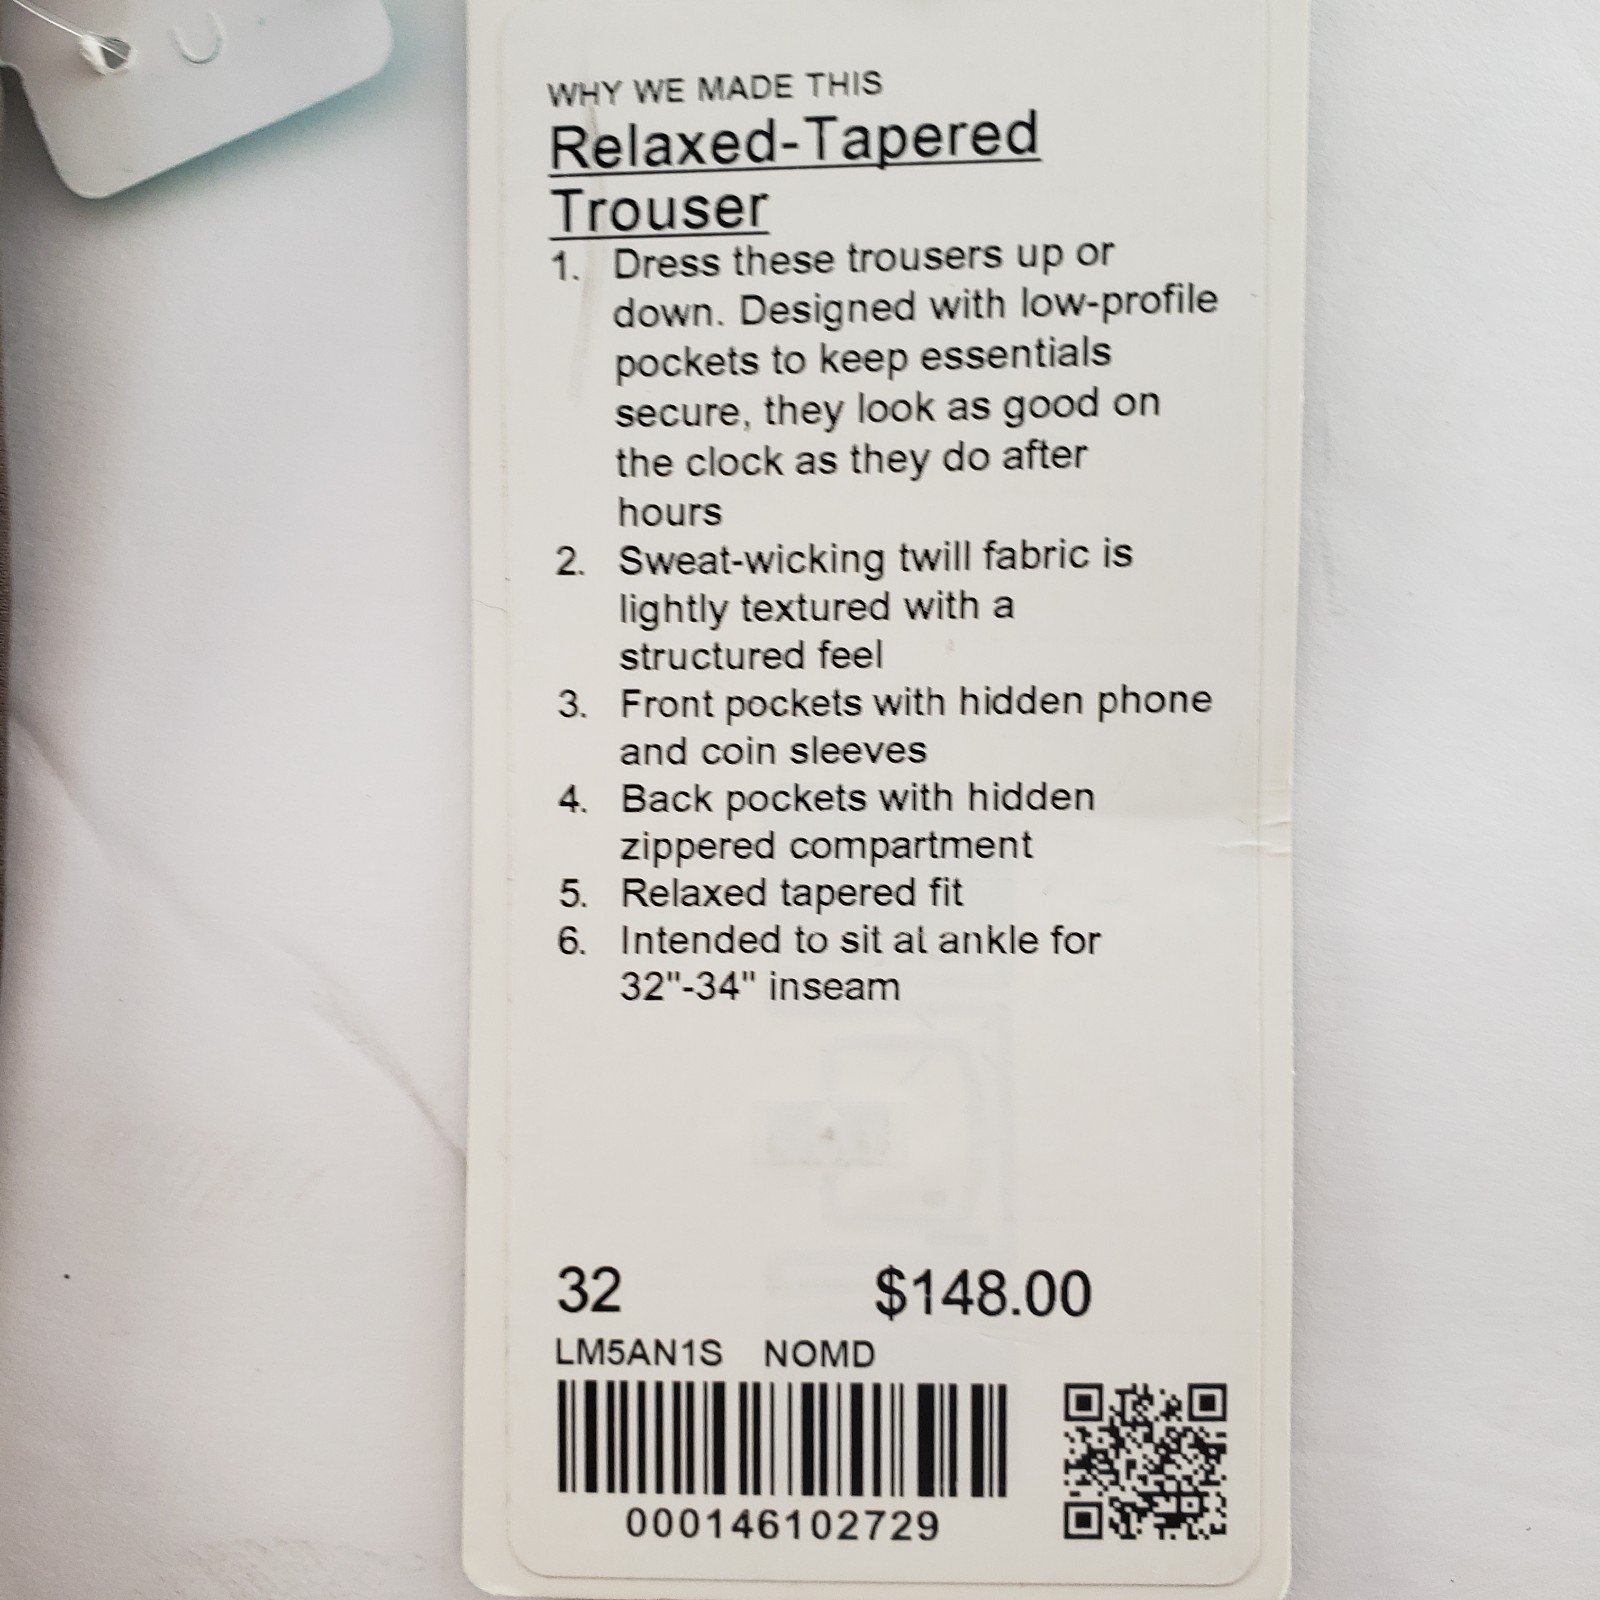 WHY WE MADE THIS
Relaxed-Tapered
Trouser
1. Dress these trousers up or
down. Designed with low-profile
pockets to keep essentials
secure, they look as good on
the clock as they do after
hours
2. Sweat-wicking twill fabric is
lightly textured with a
structured feel
3. Front pockets with hidden phone
and coin sleeves
4. Back pockets with hidden
zippered compartment
5. Relaxed tapered fit
6. Intended to sit at ankle for
32"-34" inseam
32 $148.00
LM5AN1S NOMD
000146102729